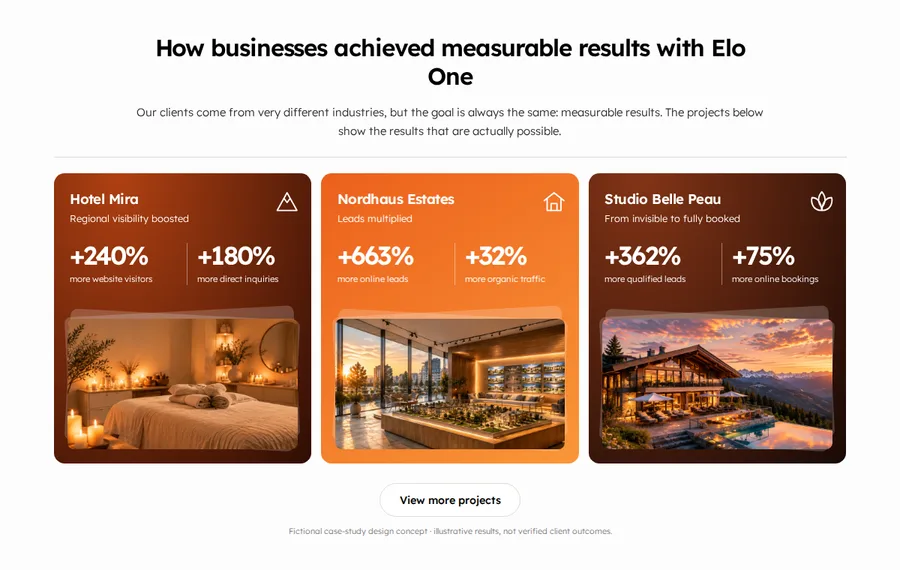 How businesses achieved measurable results with Elo
One
Our clients come from very different industries, but the goal is always the same: measurable results. The projects below
show the results that are actually possible.
Hotel Mira
Regional visibility boosted
+240%
more website visitors
+180%
more direct inquiries
Nordhaus Estates
Leads multiplied
+663%
more online leads
+32%
more organic traffic
Studio Belle Peau
From invisible to fully booked
+362%
more qualified leads
+75%
more online bookings
View more projects
Fictional case-study design concept · illustrative results, not verified client outcomes.